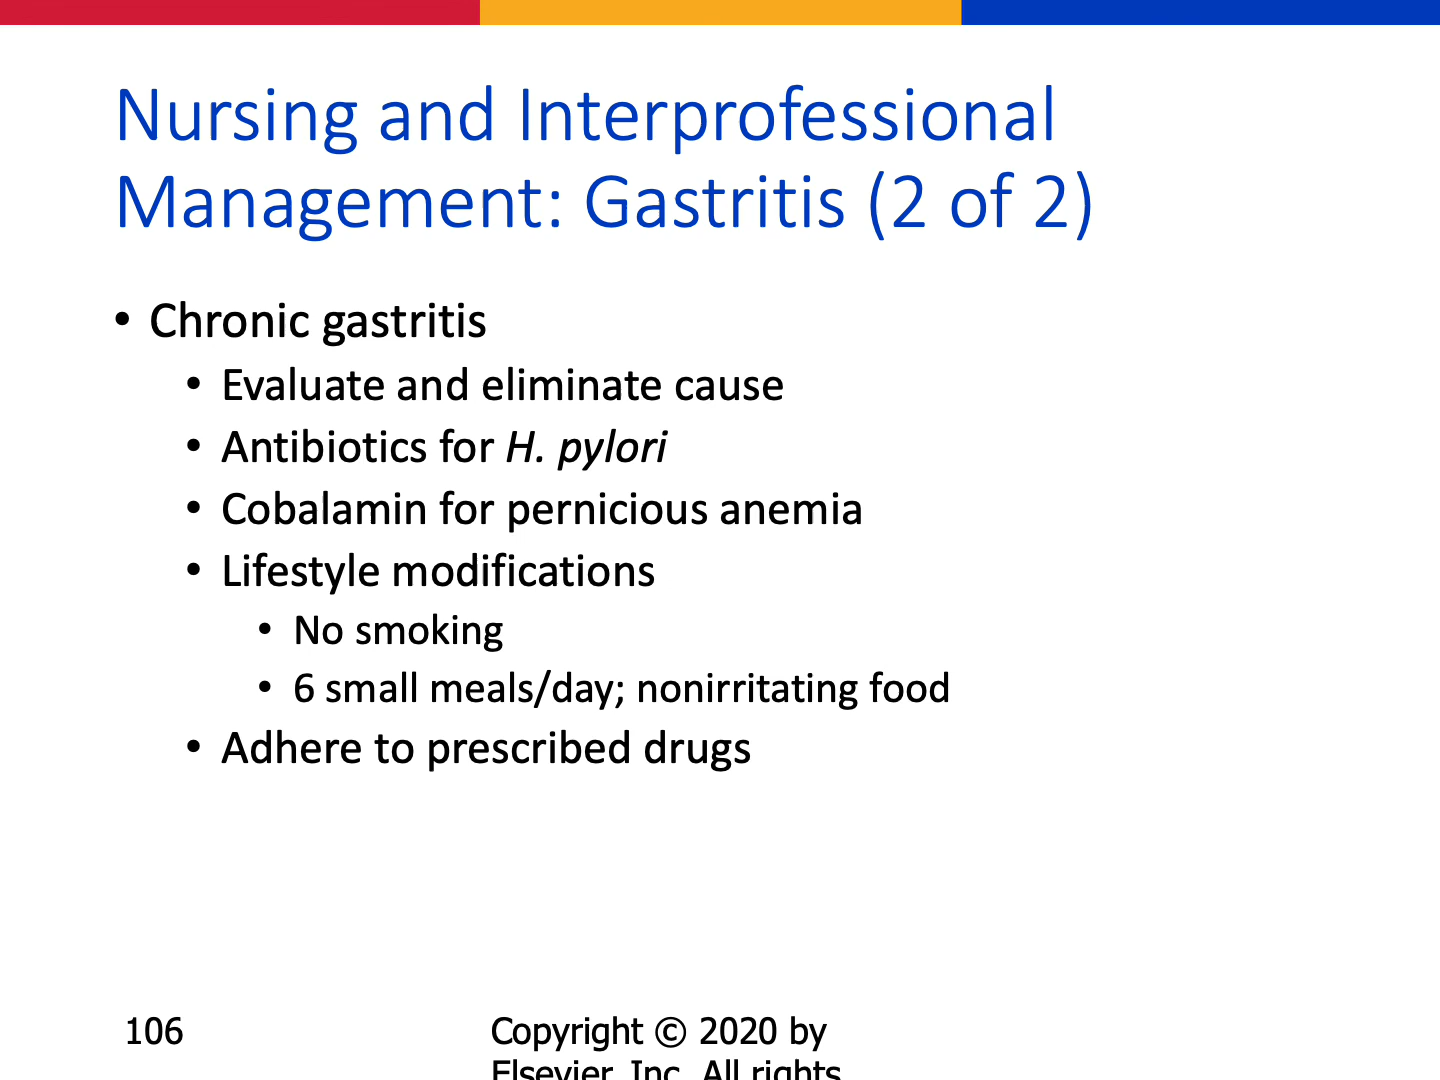 Nursing and Interprofessional
Management: Gastritis (2 of 2)
• Chronic gastritis
• Evaluate and eliminate cause
• Antibiotics for H. pylori
• Cobalamin for pernicious anemia
• Lifestyle modifications
• No smoking
• 6 small meals/day; nonirritating food
• Adhere to prescribed drugs
106
Copyright © 2020 by
Elsevier, Inc. All rights